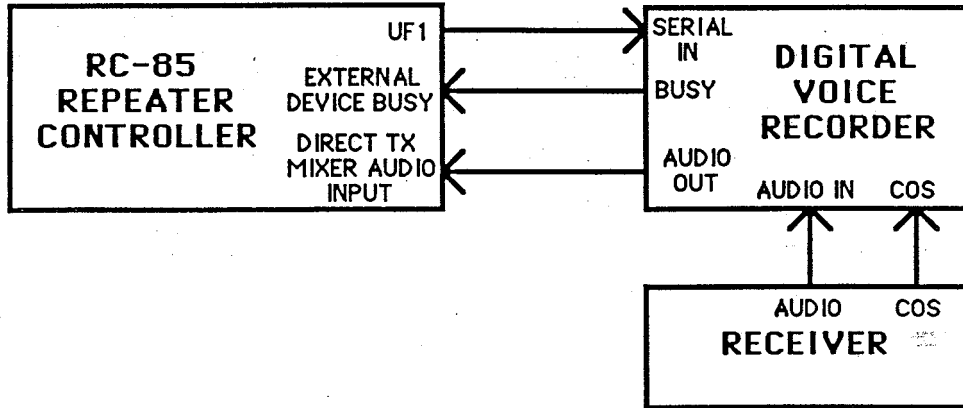 RC-85
REPEATER
CONTROLLER
UF1
EXTERNAL
DEVICE BUSY
DIRECT TX
MIXER AUDIO
INPUT
SERIAL
IN
BUSY
AUDIO
OUT
DIGITAL
VOICE
RECORDER
AUDIO IN COS
AUDIO COS
RECEIVER